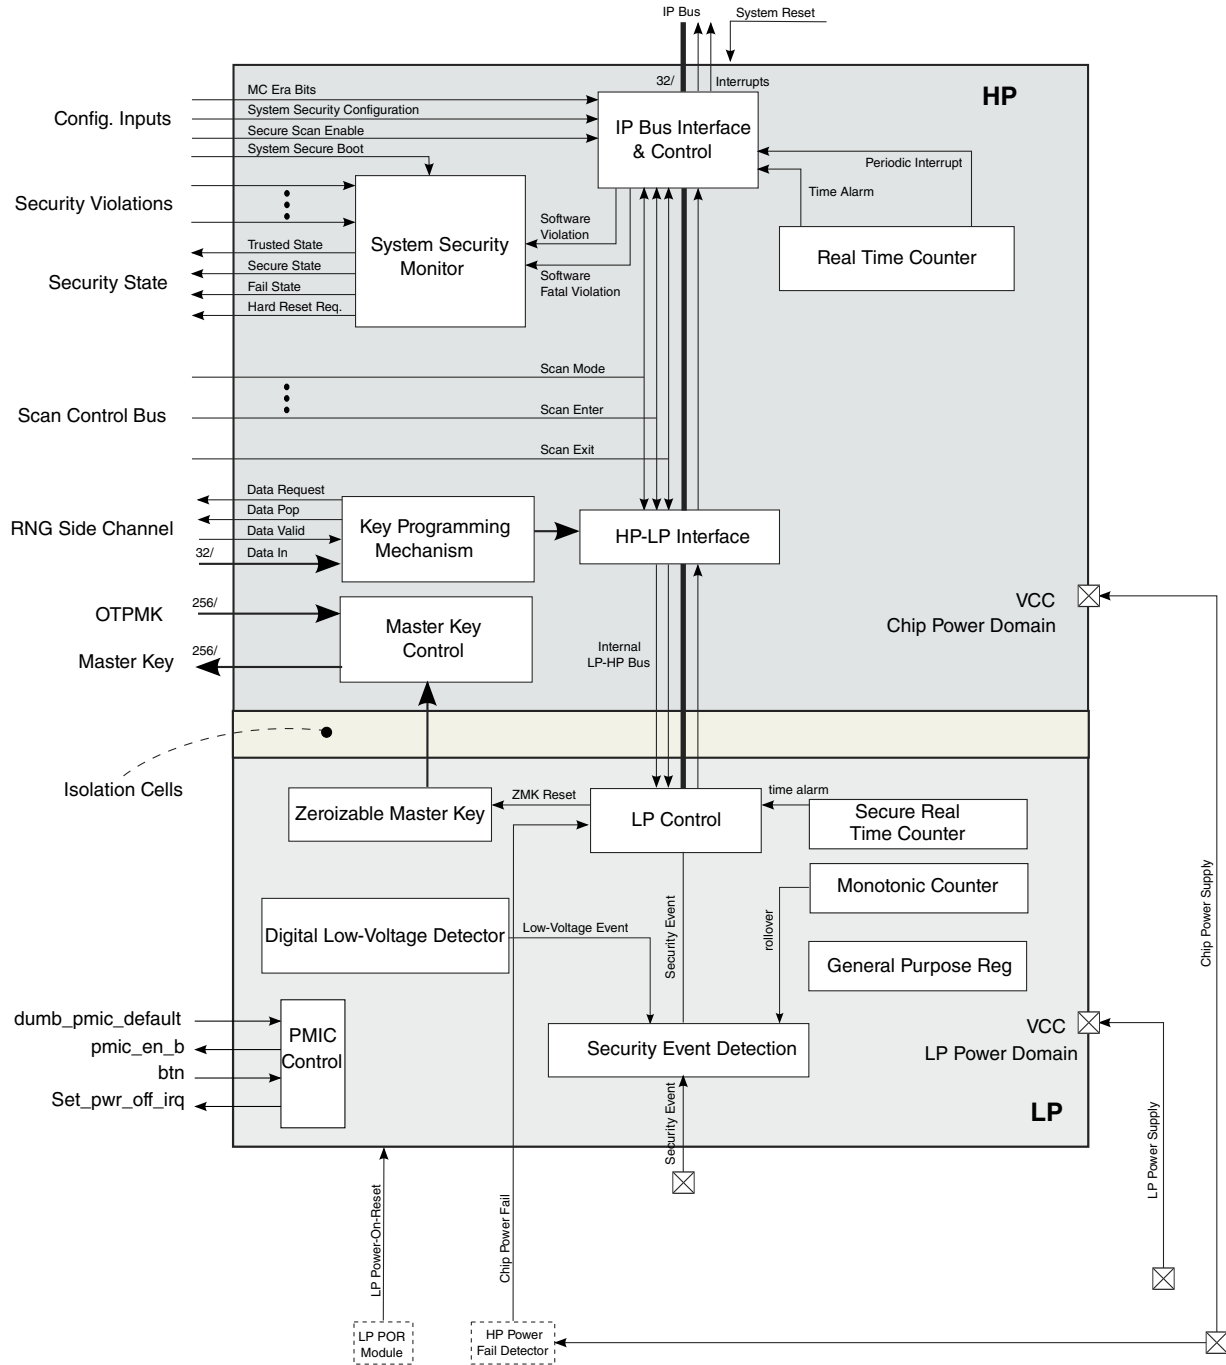 IP Bus
System Reset
32/
Interrupts
HP
MC Era Bits
System Security Configuration
Secure Scan Enable
System Secure Boot
Config. Inputs
IP Bus Interface
& Control
Periodic Interrupt
Time Alarm
Security Violations
System Security
Monitor
Software
Violation
Software
Fatal Violation
Real Time Counter
Trusted State
Secure State
Fail State
Hard Reset Req.
Security State
Scan Mode
Scan Control Bus
Scan Enter
Scan Exit
Data Request
Data Pop
Data Valid
32/
Data In
RNG Side Channel
Key Programming
Mechanism
HP-LP Interface
OTPMK
256/
Master Key
256/
Master Key
Control
Internal
LP-HP Bus
VCC
Chip Power Domain
Isolation Cells
Zeroizable Master Key
ZMK Reset
LP Control
time alarm
Secure Real
Time Counter
Monotonic Counter
rollover
Digital Low-Voltage Detector
Low-Voltage Event
Security Event
General Purpose Reg
Chip Power Supply
dumb_pmic_default
pmic_en_b
btn
Set_pwr_off_irq
PMIC
Control
Security Event Detection
VCC
LP Power Domain
LP
Security Event
LP Power Supply
LP Power-On-Reset
Chip Power Fail
LP POR
Module
HP Power
Fail Detector